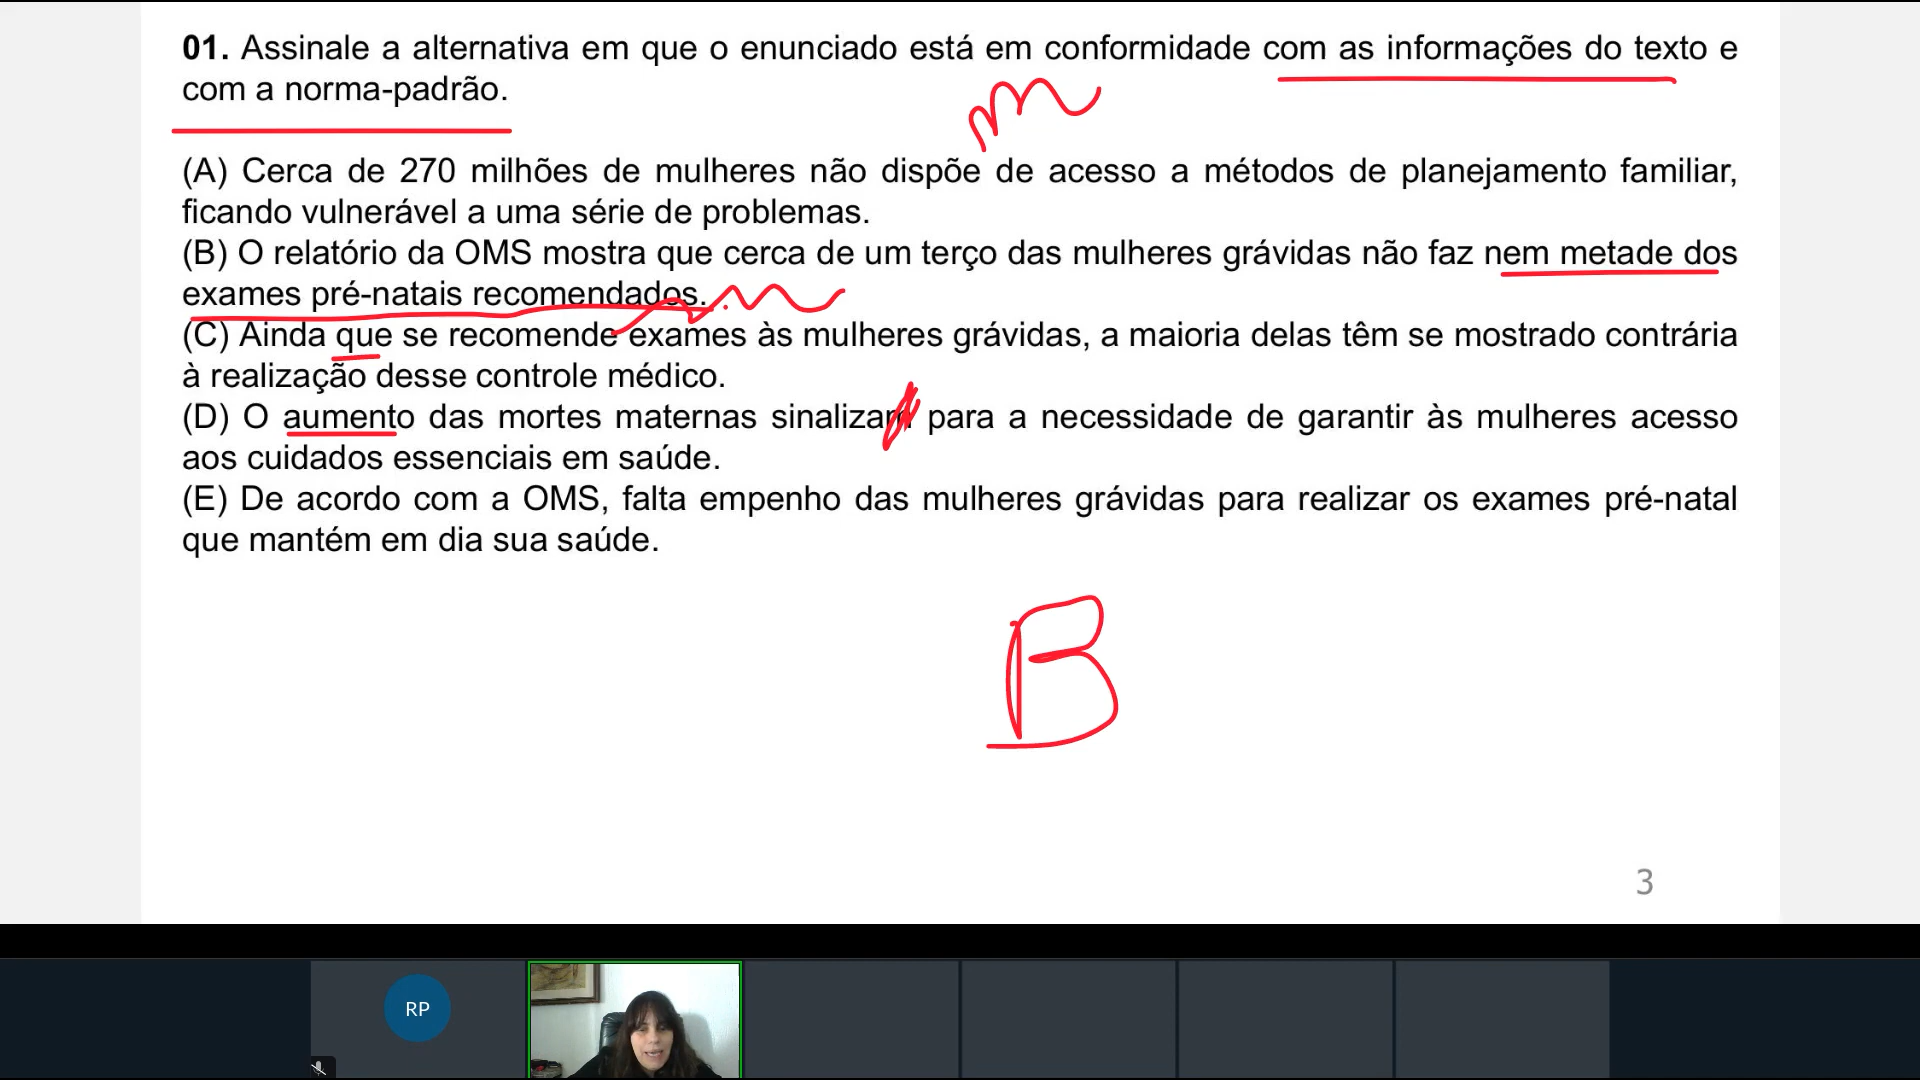 01. Assinale a alternativa em que o enunciado está em conformidade com as informações do texto e
com a norma-padrão.
m
(A) Cerca de 270 milhões de mulheres não dispõe de acesso a métodos de planejamento familiar,
ficando vulnerável a uma série de problemas.
(B) O relatório da OMS mostra que cerca de um terço das mulheres grávidas não faz nem metade dos
exames pré-natais recomendados.
(C) Ainda que se recomende exames às mulheres grávidas, a maioria delas têm se mostrado contrária
à realização desse controle médico.
(D) O aumento das mortes maternas sinalizam para a necessidade de garantir às mulheres acesso
aos cuidados essenciais em saúde.
(E) De acordo com a OMS, falta empenho das mulheres grávidas para realizar os exames pré-natal
que mantém em dia sua saúde.
B
3
RP